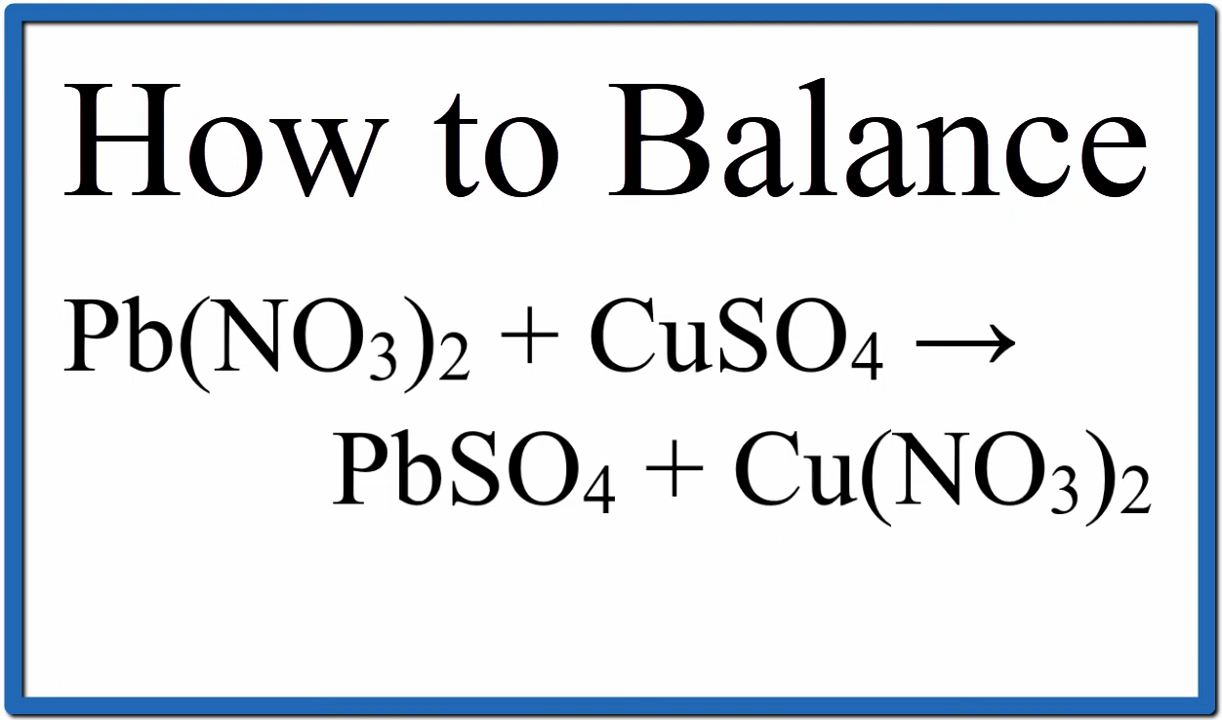 How to Balance
Pb(NO₃)₂ + CuSO₄ →
PbSO₄ + Cu(NO₃)₂